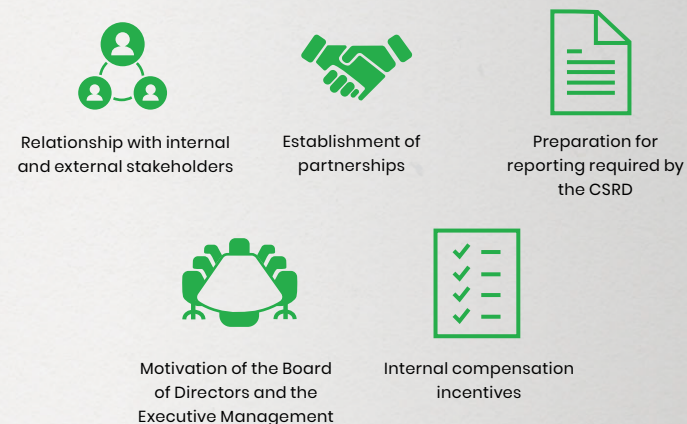 Relationship with internal
and external stakeholders
Establishment of
partnerships
Preparation for
reporting required by
the CSRD
Motivation of the Board
of Directors and the
Executive Management
Internal compensation
incentives